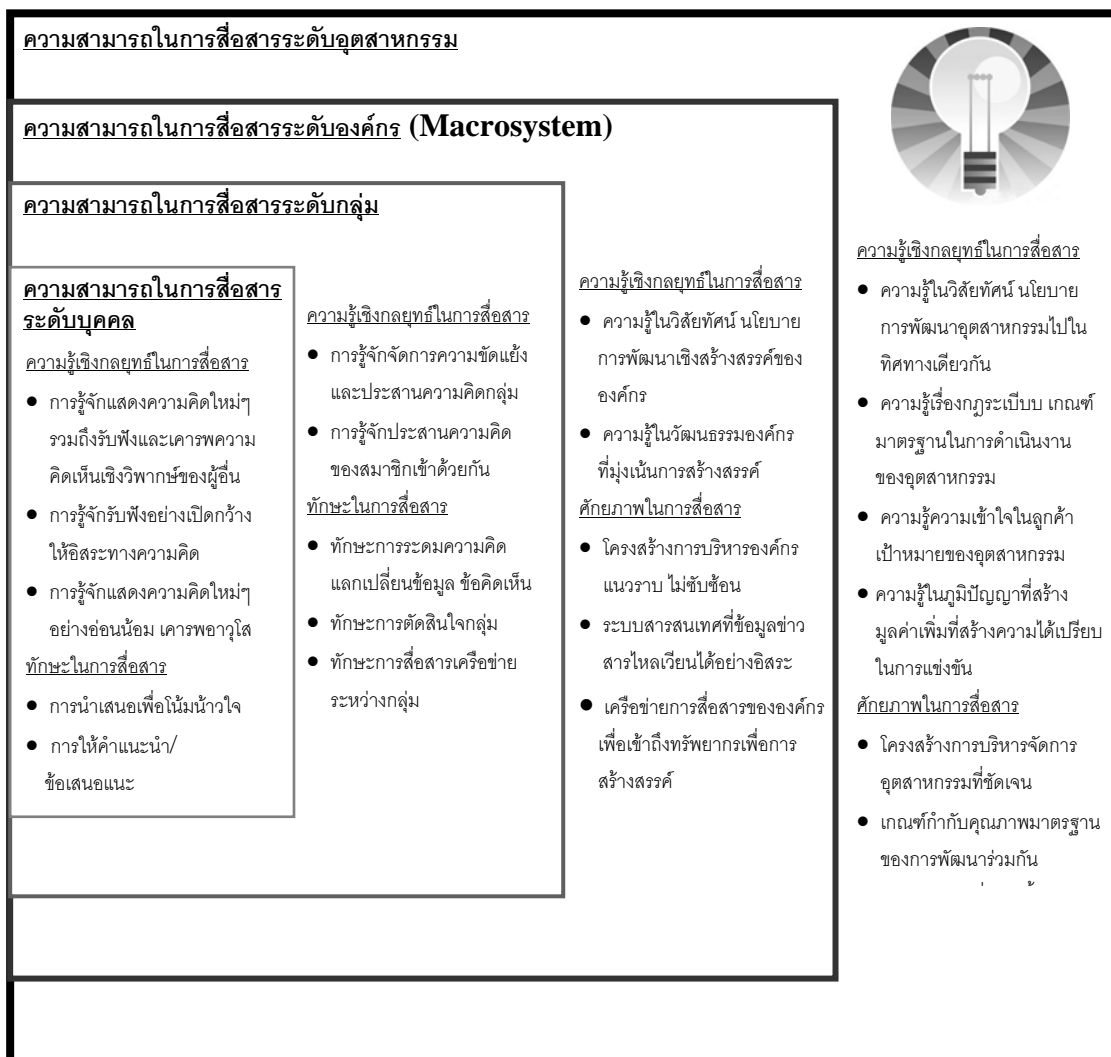 ความสามารถในการสื่อสารระดับอุตสาหกรรม
ความสามารถในการสื่อสารระดับองค์กร (Macrosystem)
ความสามารถในการสื่อสารระดับกลุ่ม
ความสามารถในการสื่อสาร
ระดับบุคคล
ความรู้เชิงกลยุทธ์ในการสื่อสาร
● การรู้จักแสดงความคิดใหม่ๆ
รวมถึงรับฟังและเคารพความ
คิดเห็นเชิงวิพากษ์ของผู้อื่น
● การรู้จักรับฟังอย่างเปิดกว้าง
ให้อิสระทางความคิด
● การรู้จักแสดงความคิดใหม่ๆ
อย่างอ่อนน้อม เคารพอาวุโส
ทักษะในการสื่อสาร
● การนำเสนอเพื่อโน้มน้าวใจ
● การให้คำแนะนำ/
ข้อเสนอแนะ
ความรู้เชิงกลยุทธ์ในการสื่อสาร
● การรู้จักจัดการความขัดแย้ง
และประสานความคิดกลุ่ม
● การรู้จักประสานความคิด
ของสมาชิกเข้าด้วยกัน
ทักษะในการสื่อสาร
● ทักษะการระดมความคิด
แลกเปลี่ยนข้อมูล ข้อคิดเห็น
● ทักษะการตัดสินใจกลุ่ม
● ทักษะการสื่อสารเครือข่าย
ระหว่างกลุ่ม
ความรู้เชิงกลยุทธ์ในการสื่อสาร
● ความรู้ในวิสัยทัศน์ นโยบาย
การพัฒนาเชิงสร้างสรรค์ของ
องค์กร
● ความรู้ในวัฒนธรรมองค์กร
ที่มุ่งเน้นการสร้างสรรค์
ศักยภาพในการสื่อสาร
● โครงสร้างการบริหารองค์กร
แนวราบ ไม่ซับซ้อน
● ระบบสารสนเทศที่ข้อมูลข่าว
สารไหลเวียนได้อย่างอิสระ
● เครือข่ายการสื่อสารขององค์กร
เพื่อเข้าถึงทรัพยากรเพื่อการ
สร้างสรรค์
ความรู้เชิงกลยุทธ์ในการสื่อสาร
● ความรู้ในวิสัยทัศน์ นโยบาย
การพัฒนาอุตสาหกรรมไปใน
ทิศทางเดียวกัน
● ความรู้เรื่องกฎระเบีบบ เกณฑ์
มาตรฐานในการดำเนินงาน
ของอุตสาหกรรม
● ความรู้ความเข้าใจในลูกค้า
เป้าหมายของอุตสาหกรรม
● ความรู้ในภูมิปัญญาที่สร้าง
มูลค่าเพิ่มที่สร้างความได้เปรียบ
ในการแข่งขัน
ศักยภาพในการสื่อสาร
● โครงสร้างการบริหารจัดการ
อุตสาหกรรมที่ชัดเจน
● เกณฑ์กำกับคุณภาพมาตรฐาน
ของการพัฒนาร่วมกัน